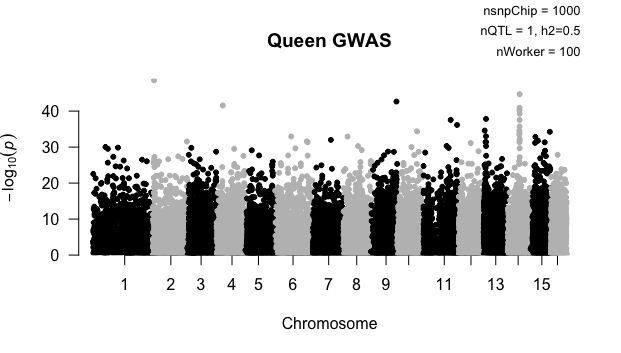 nsnpChip = 1000
nQTL = 1, h2=0.5
nWorker = 100
Queen GWAS
− log10(p)
40
30
20
10
0
1 2 3 4 5 6 7 8 9 11 13 15
Chromosome